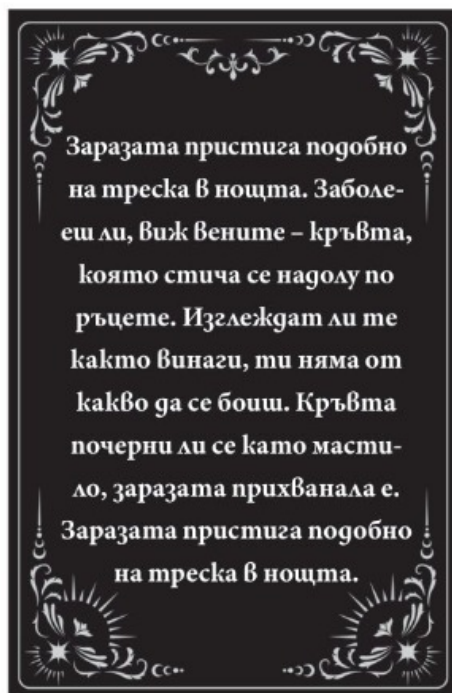 Заразата пристига подобно
на треска в нощта. Заболе-
еш ли, виж вените – кръвта,
която стича се надолу по
ръцете. Изглеждат ли те
както винаги, ти няма от
какво да се боиш. Кръвта
почерни ли се като масти-
ло, заразата прихванала е.
Заразата пристига подобно
на треска в нощта.